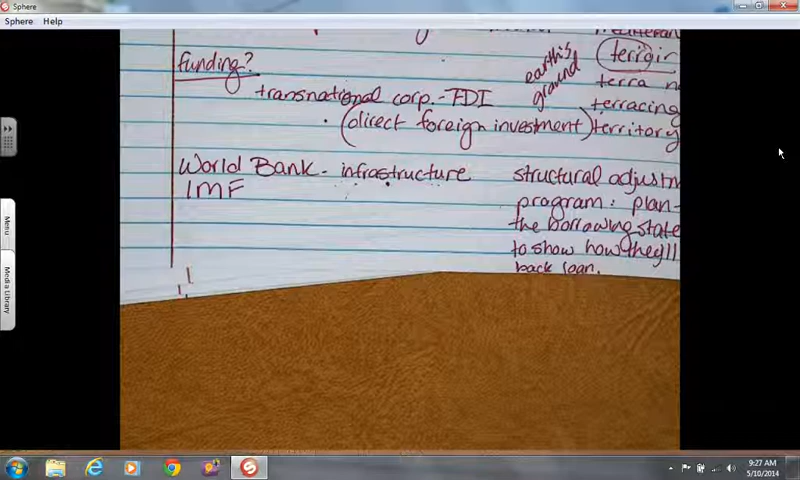 Sphere
Sphere Help
funding?
transnational corp. - FDI
(direct foreign investment)
World Bank - infrastructure
IMF
earth's
ground
terra
terracing
territory
structural adjustm
program: plan-
the borrowing state
to show how they'll
back loan.
Menu
Media Library
9:27 AM
5/10/2014